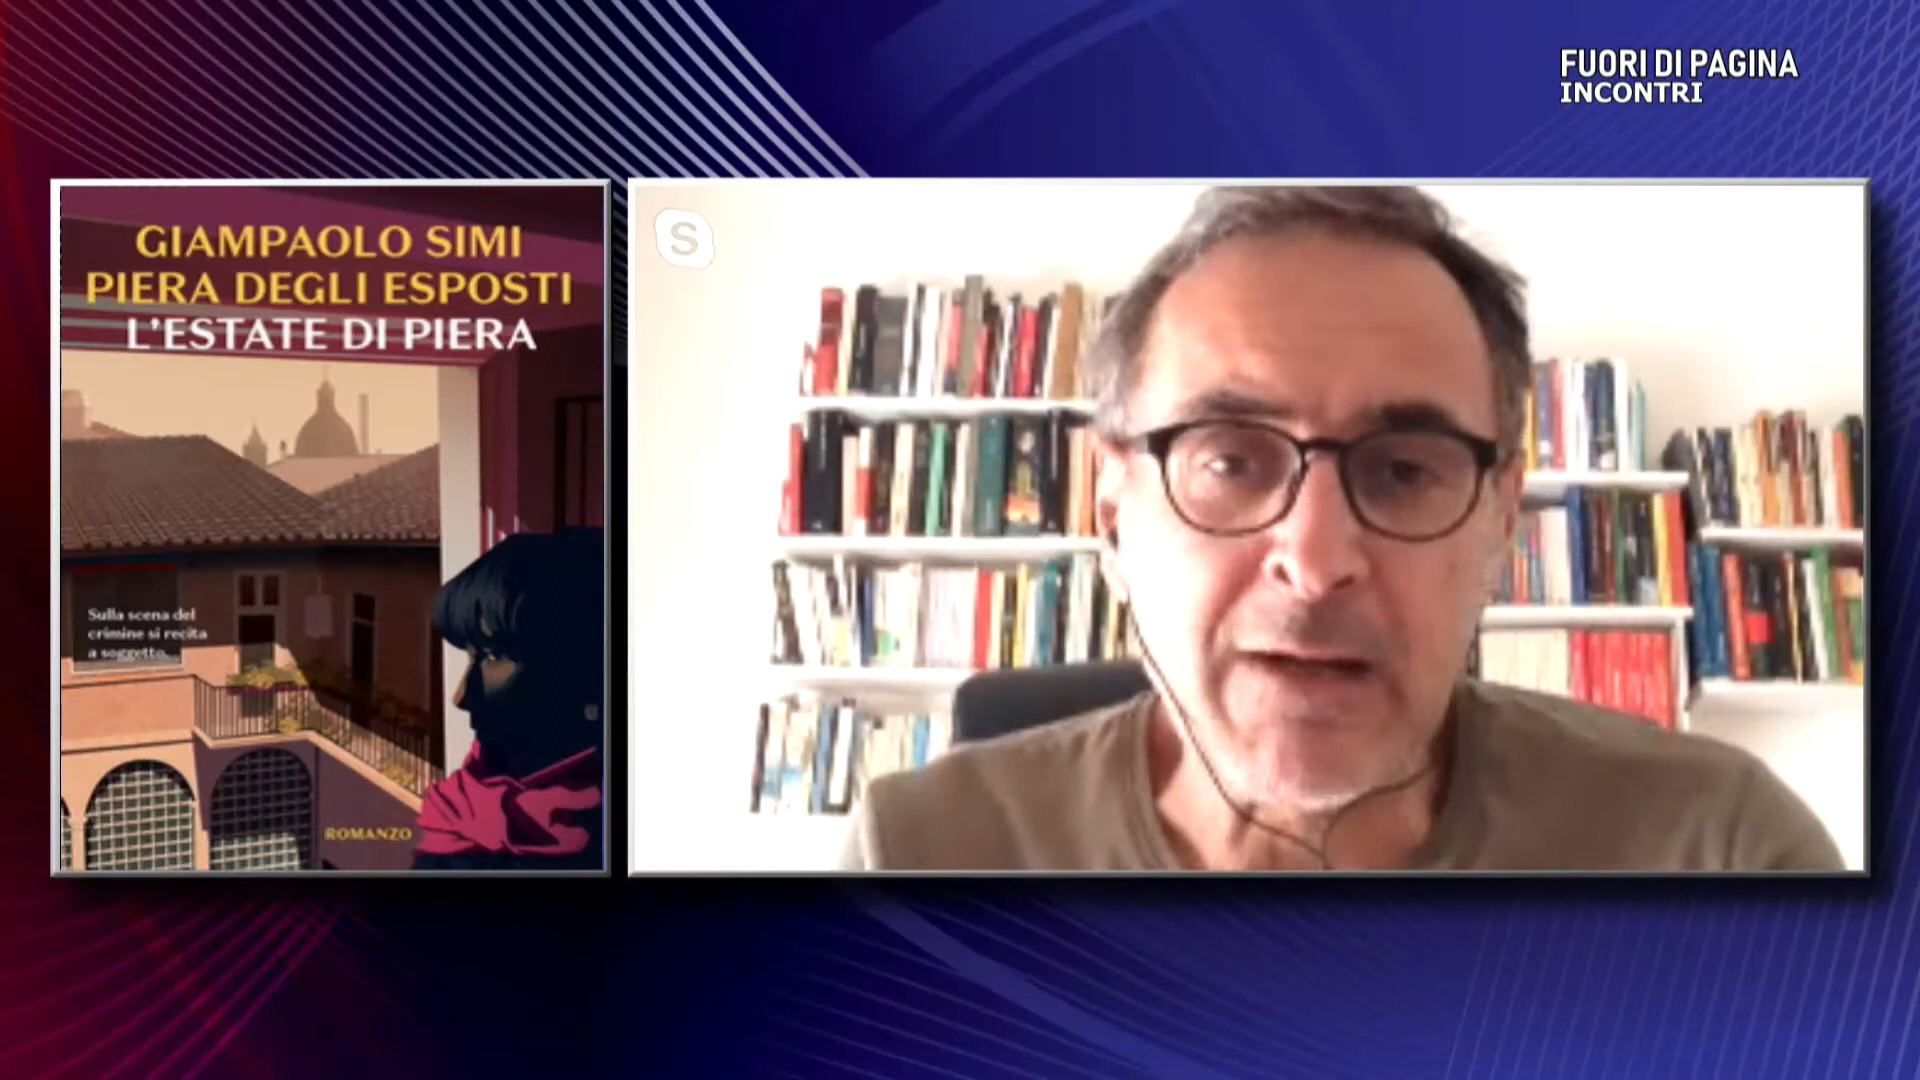 FUORI DI PAGINA
INCONTRI
GIAMPAOLO SIMI
PIERA DEGLI ESPOSTI
L'ESTATE DI PIERA
Sulla scena del
crimine si recita
a soggetto.
ROMANZO
S